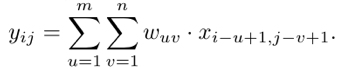 $y_{ij} = \sum_{u=1}^{m} \sum_{v=1}^{n} w_{uv} \cdot x_{i-u+1,j-v+1}.$